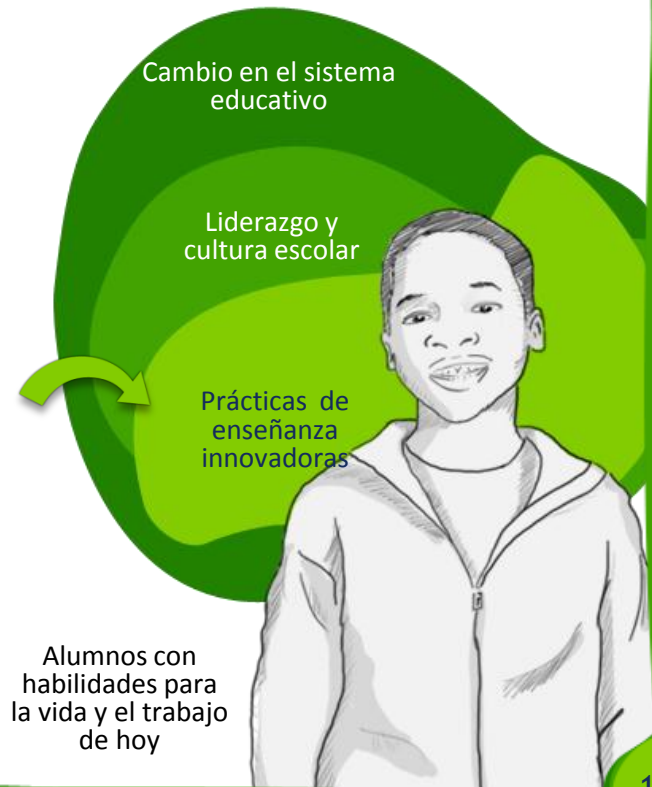 Cambio en el sistema
educativo
Liderazgo y
cultura escolar
Prácticas de
enseñanza
innovadoras
Alumnos con
habilidades para
la vida y el trabajo
de hoy
1